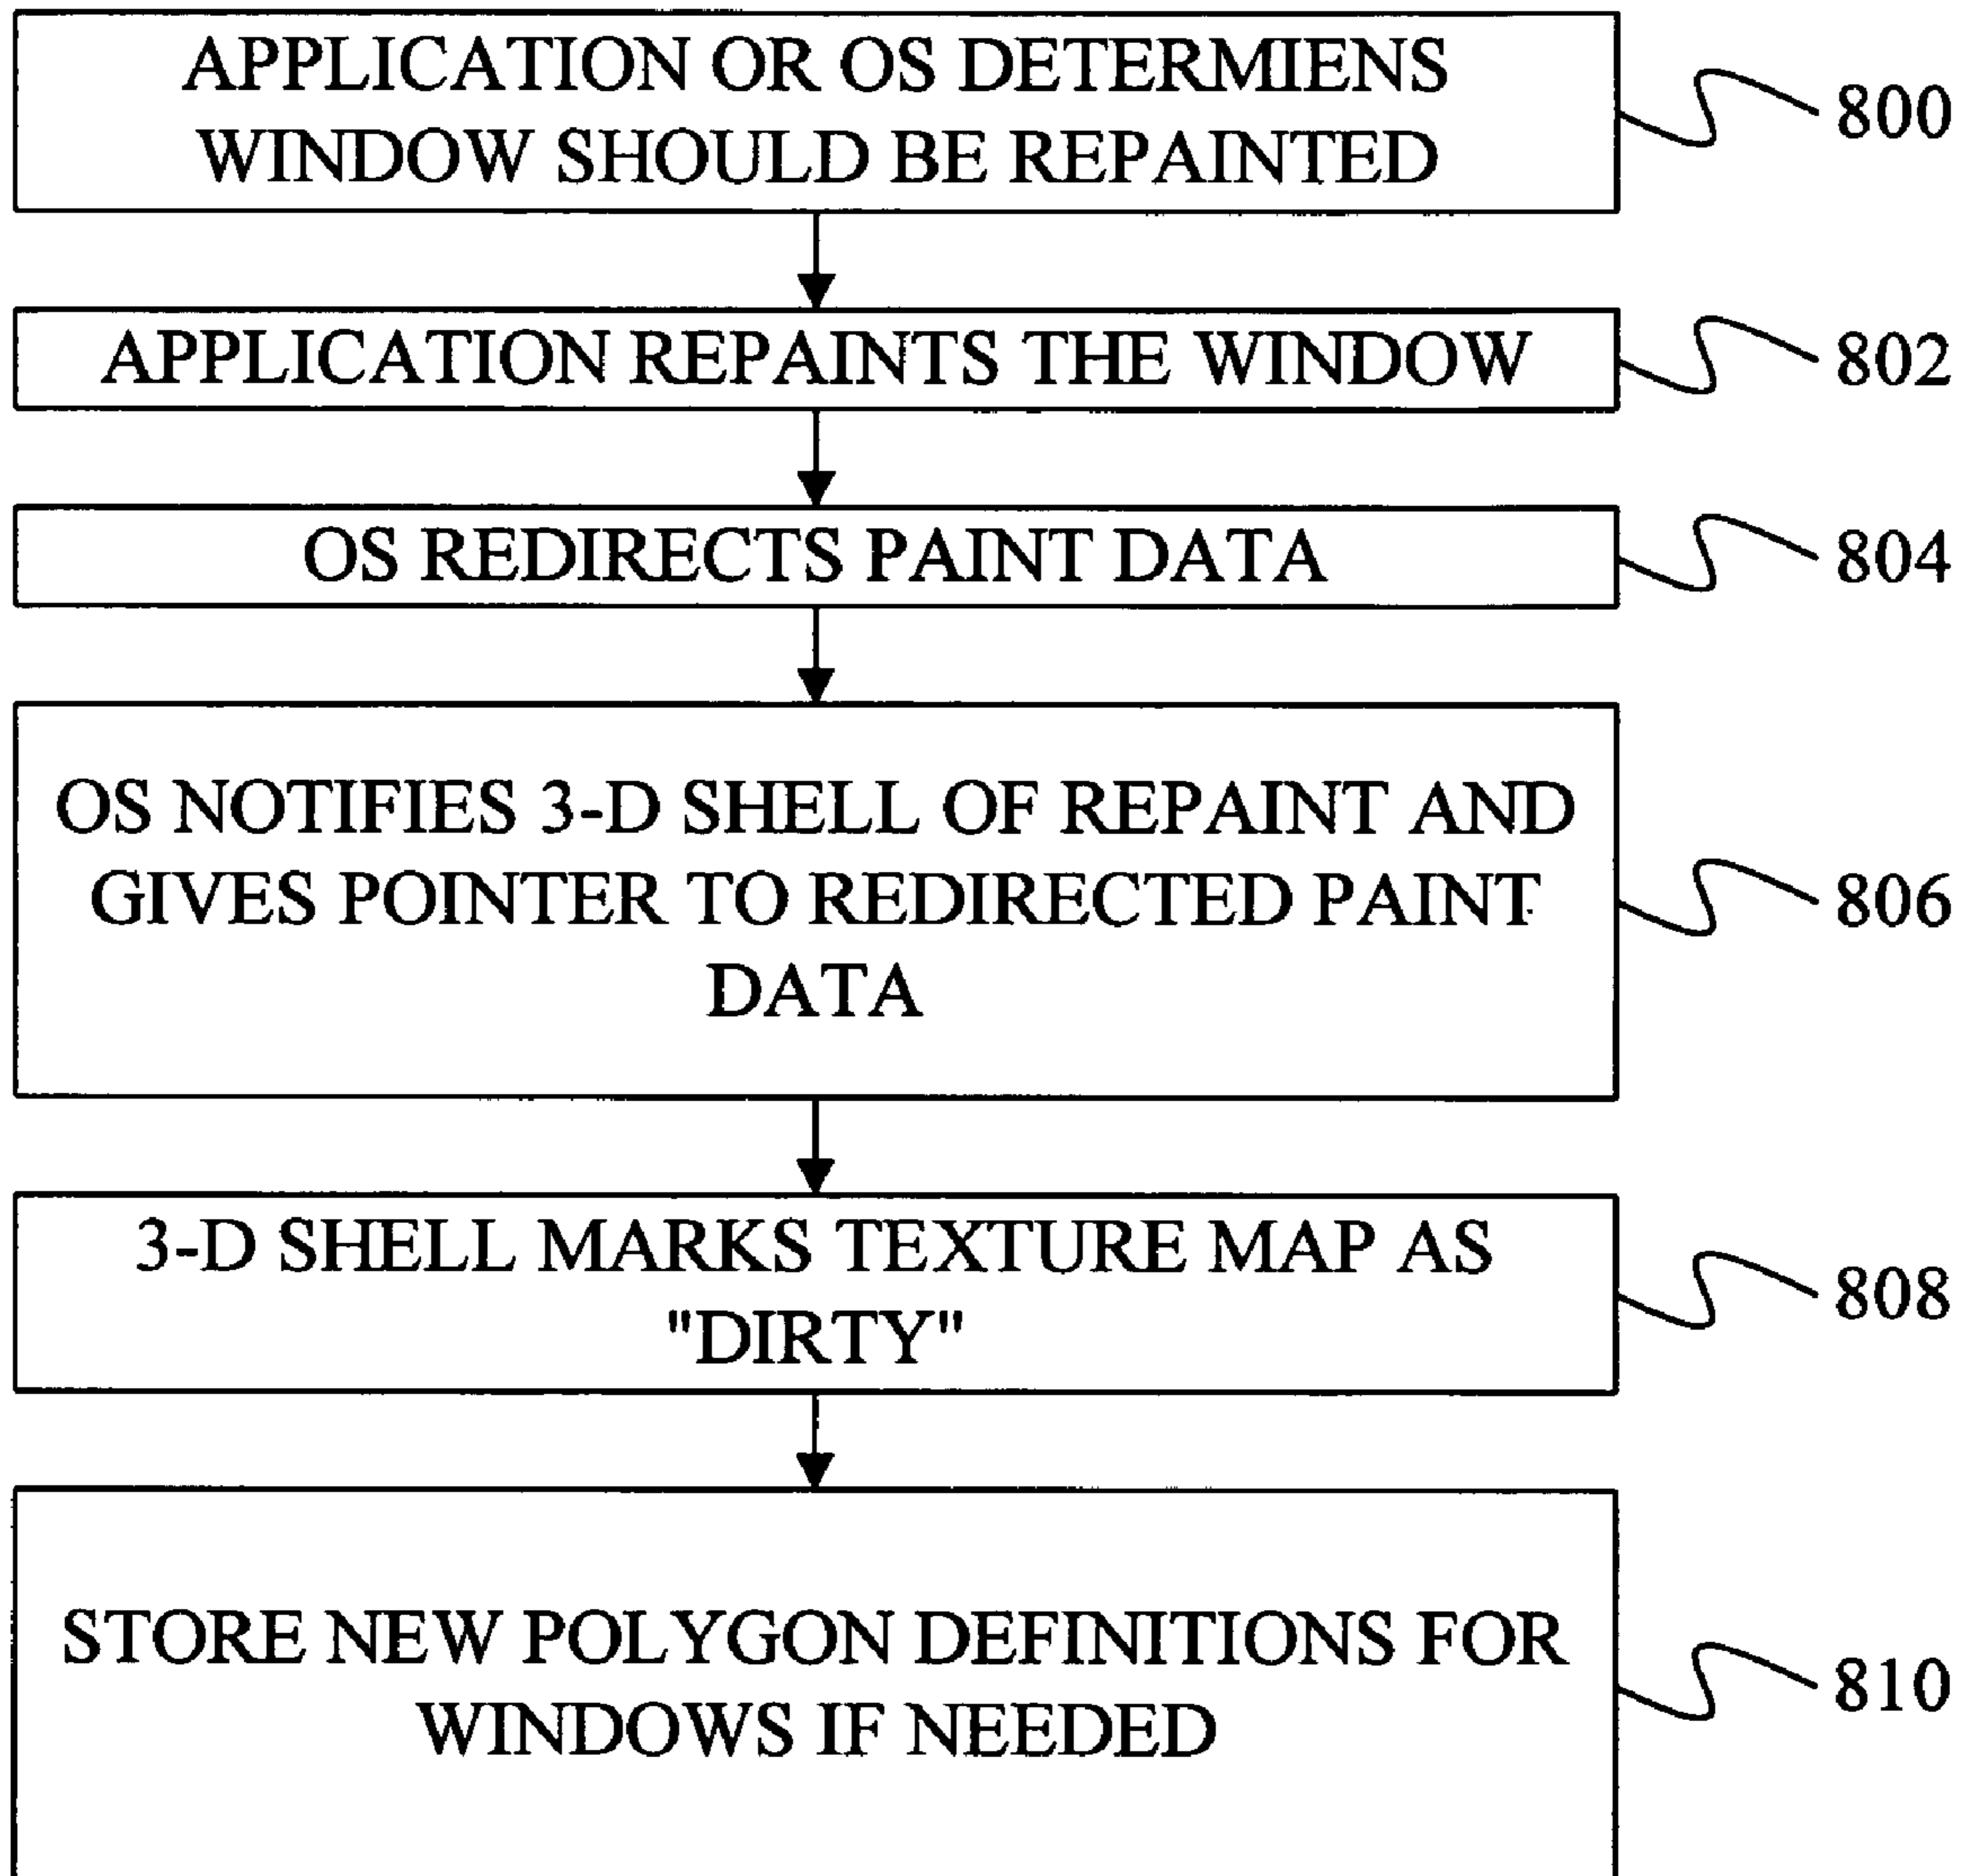 APPLICATION OR OS DETERMIENS
WINDOW SHOULD BE REPAINTED
800
APPLICATION REPAINTS THE WINDOW
802
OS REDIRECTS PAINT DATA
804
OS NOTIFIES 3-D SHELL OF REPAINT AND
GIVES POINTER TO REDIRECTED PAINT
DATA
806
3-D SHELL MARKS TEXTURE MAP AS
"DIRTY"
808
STORE NEW POLYGON DEFINITIONS FOR
WINDOWS IF NEEDED
810